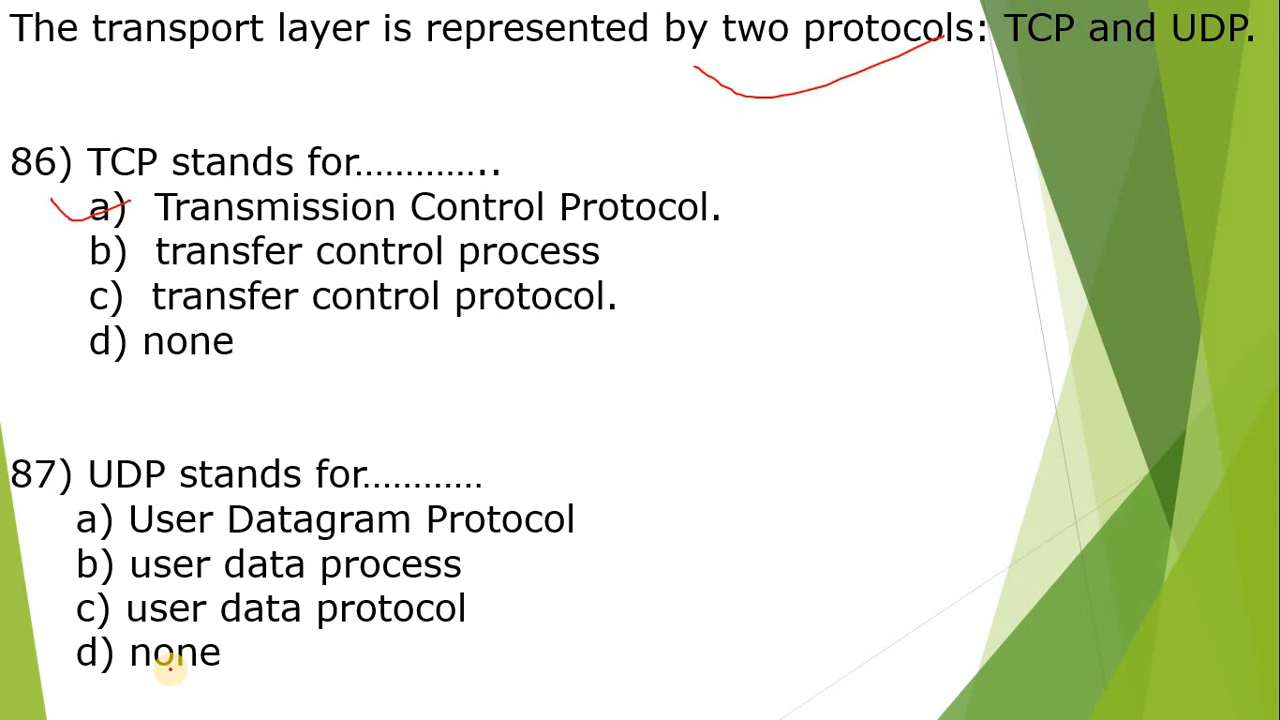 The transport layer is represented by two protocols: TCP and UDP.
86) TCP stands for…………..
a) Transmission Control Protocol.
b) transfer control process
c) transfer control protocol.
d) none
87) UDP stands for…………
a) User Datagram Protocol
b) user data process
c) user data protocol
d) none